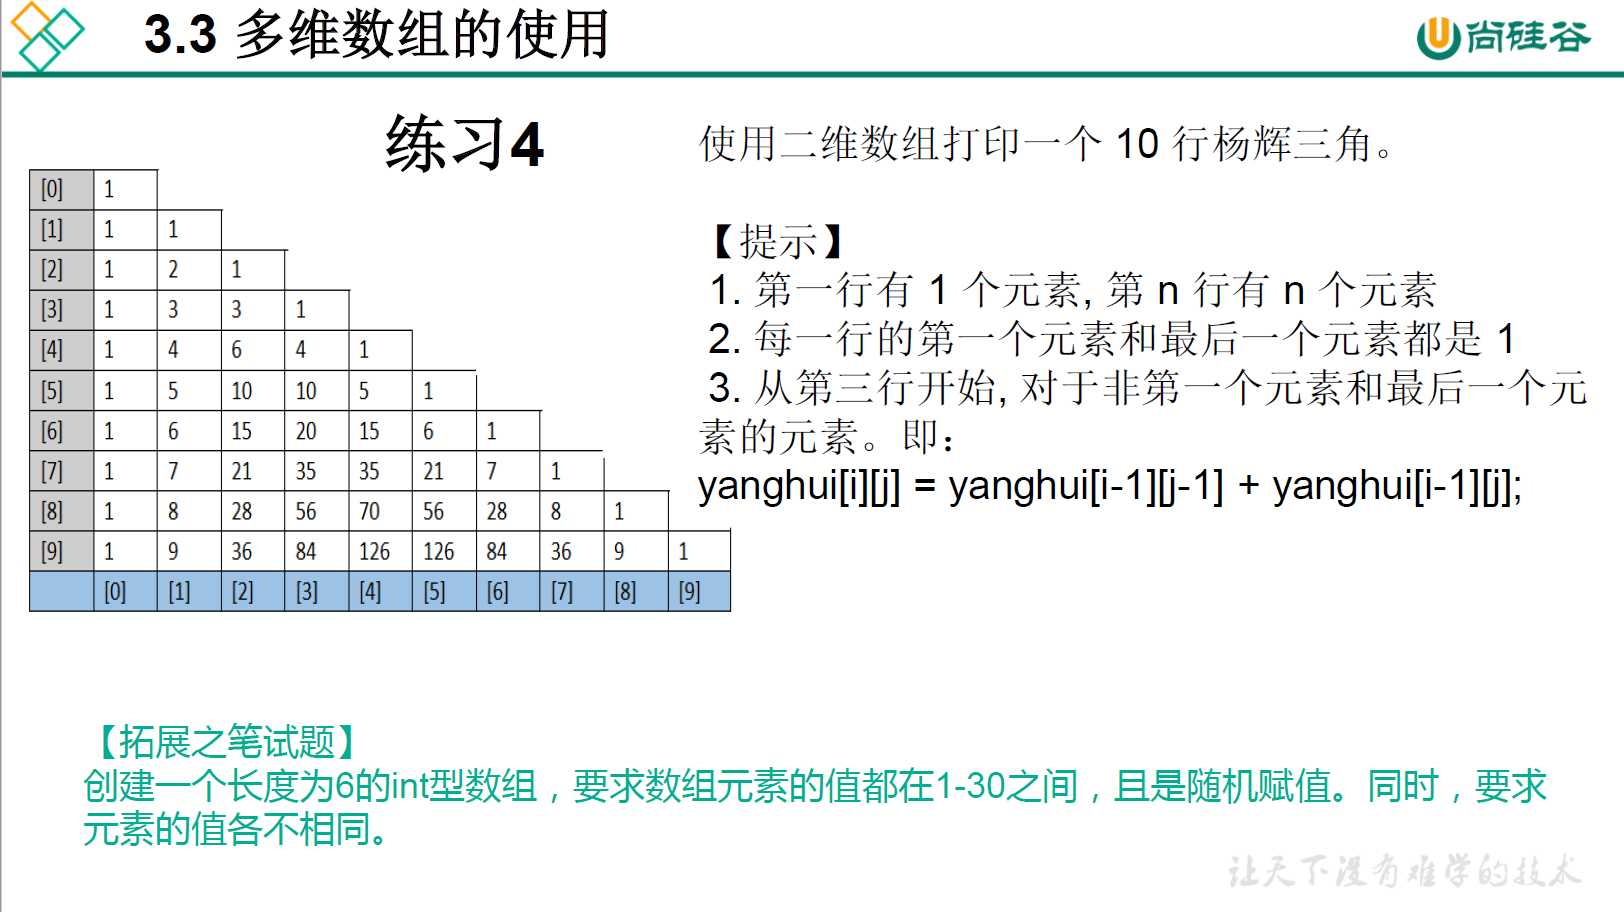 3.3 多维数组的使用
尚硅谷
练习4
使用二维数组打印一个 10 行杨辉三角。
【提示】
1. 第一行有 1 个元素, 第 n 行有 n 个元素
2. 每一行的第一个元素和最后一个元素都是 1
3. 从第三行开始, 对于非第一个元素和最后一个元
素的元素。即：
yanghui[i][j] = yanghui[i-1][j-1] + yanghui[i-1][j];
[0] 1
[1] 1 1
[2] 1 2 1
[3] 1 3 3 1
[4] 1 4 6 4 1
[5] 1 5 10 10 5 1
[6] 1 6 15 20 15 6 1
[7] 1 7 21 35 35 21 7 1
[8] 1 8 28 56 70 56 28 8 1
[9] 1 9 36 84 126 126 84 36 9 1
[0] [1] [2] [3] [4] [5] [6] [7] [8] [9]
【拓展之笔试题】
创建一个长度为6的int型数组，要求数组元素的值都在1-30之间，且是随机赋值。同时，要求
元素的值各不相同。
让天下没有难学的技术